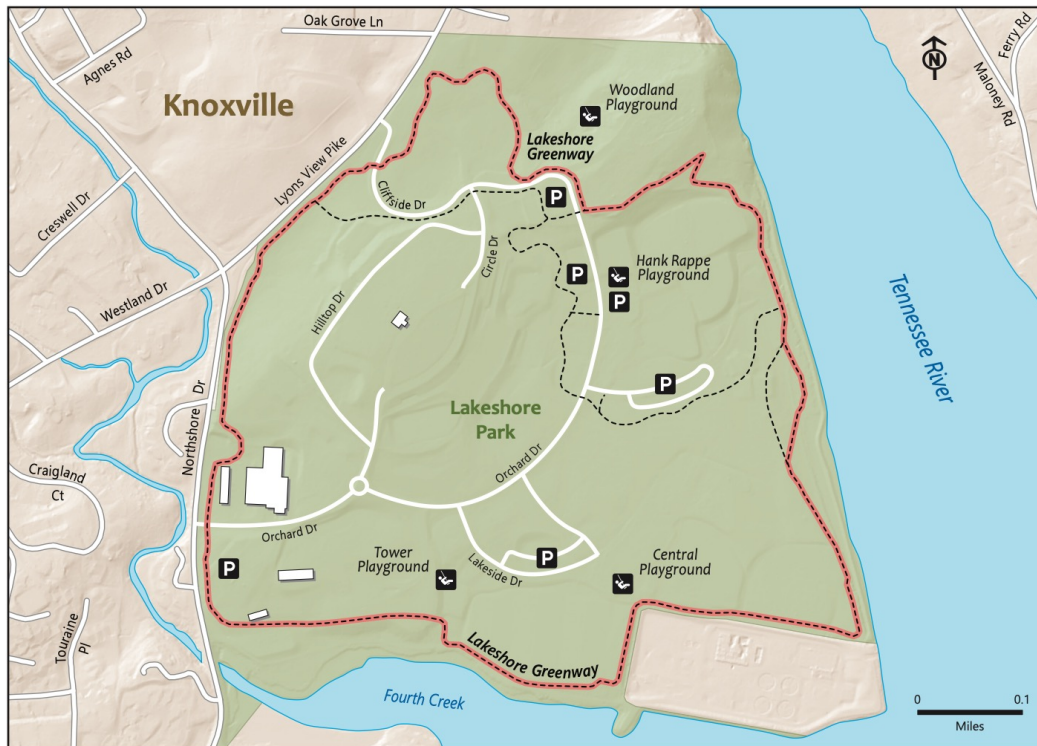 Oak Grove Ln
Agnes Rd
Ferry Rd
Maloney Rd
N
Knoxville
Woodland
Playground
Lakeshore
Greenway
Lyons View Pike
Creswell Dr
Cliffside Dr
P
Circle Dr
Hank Rappe
Playground
P
P
Westland Dr
Hilltop Dr
Tennessee River
P
Northshore Dr
Lakeshore
Park
Craigland
Ct
Orchard Dr
Orchard Dr
P
Tower
Playground
Lakeside Dr
P
Central
Playground
Touraine
Pl
Lakeshore Greenway
Fourth Creek
0 0.1
Miles